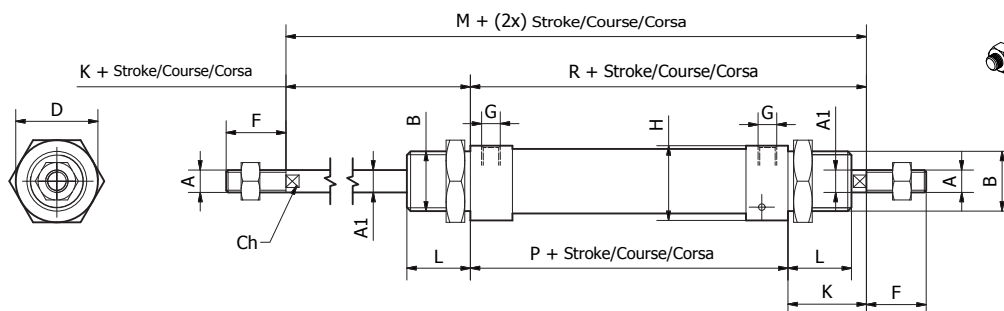 M + (2x) Stroke/Course/Corsa
K + Stroke/Course/Corsa
R + Stroke/Course/Corsa
D
F
B
G
H
G
A1
A
A1
A
B
Ch
L
P + Stroke/Course/Corsa
L
K
F